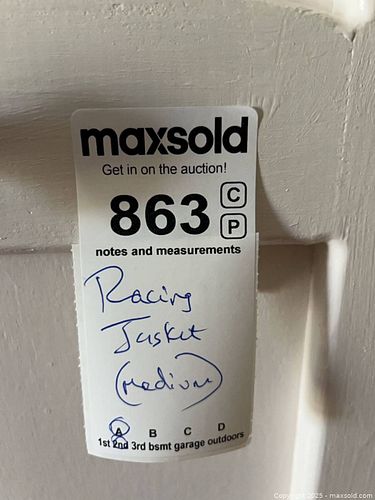 maxsold
Get in on the auction!
863 C
P
notes and measurements
Racing
Jasket
(medium)
A B C D
1st 2nd 3rd bsmt garage outdoors
Copyright 2025 - maxsold.com